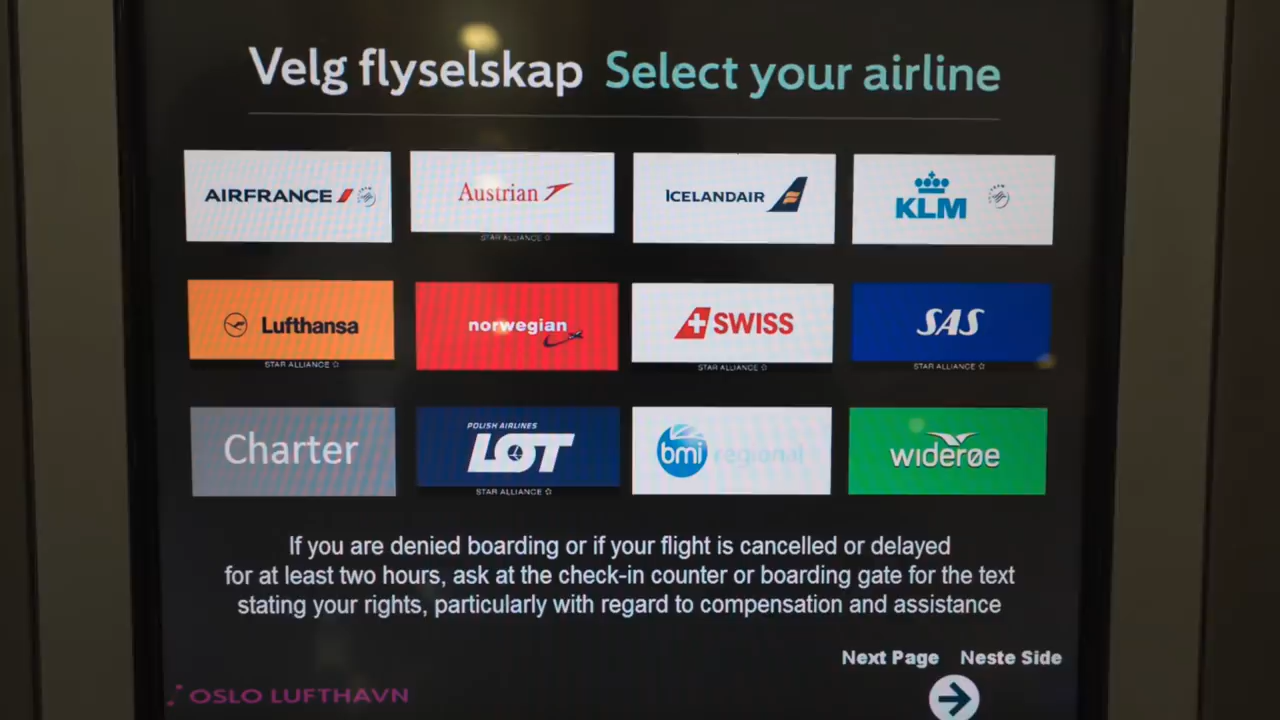 Velg flyselskap Select your airline
AIRFRANCE
Austrian
STAR ALLIANCE
ICELANDAIR
KLM
Lufthansa
STAR ALLIANCE
norwegian
SWISS
STAR ALLIANCE
SAS
STAR ALLIANCE
Charter
POLISH AIRLINES
LOT
STAR ALLIANCE
bmi regional
widerøe
If you are denied boarding or if your flight is cancelled or delayed
for at least two hours, ask at the check-in counter or boarding gate for the text
stating your rights, particularly with regard to compensation and assistance
Next Page Neste Side
OSLO LUFTHAVN